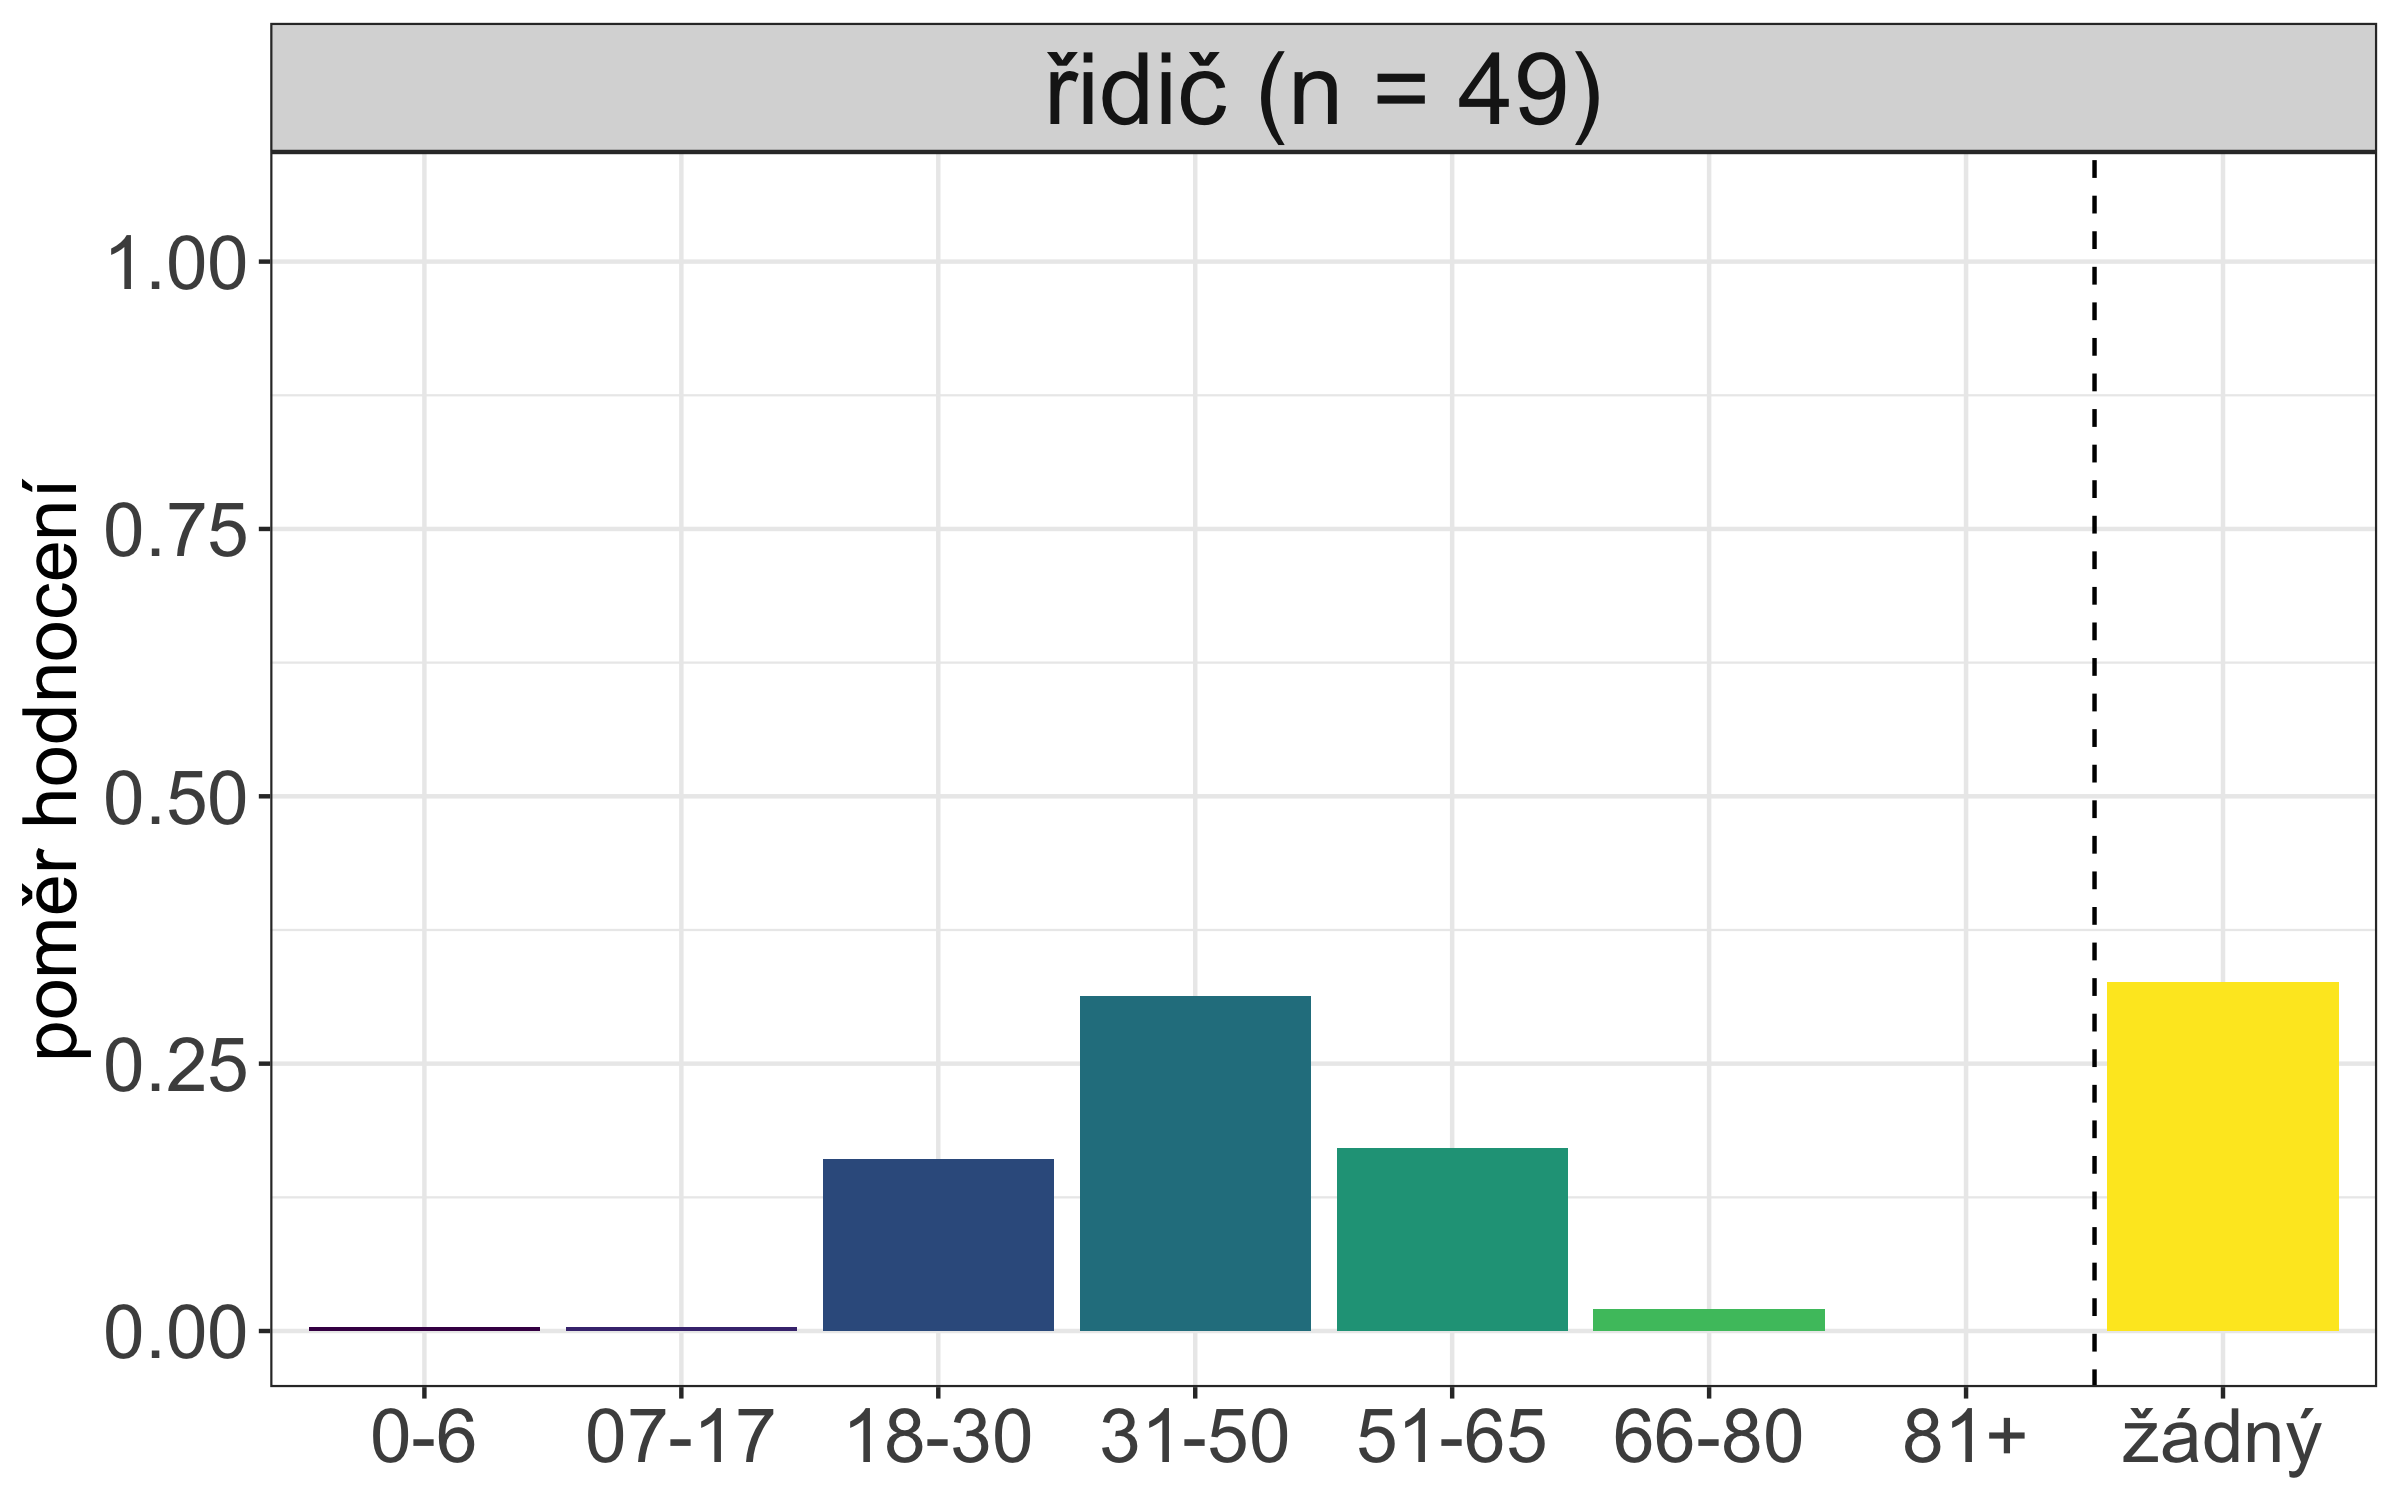 řidič (n = 49)
poměr hodnocení
1.00
0.75
0.50
0.25
0.00
0-6 07-17 18-30 31-50 51-65 66-80 81+ žádný